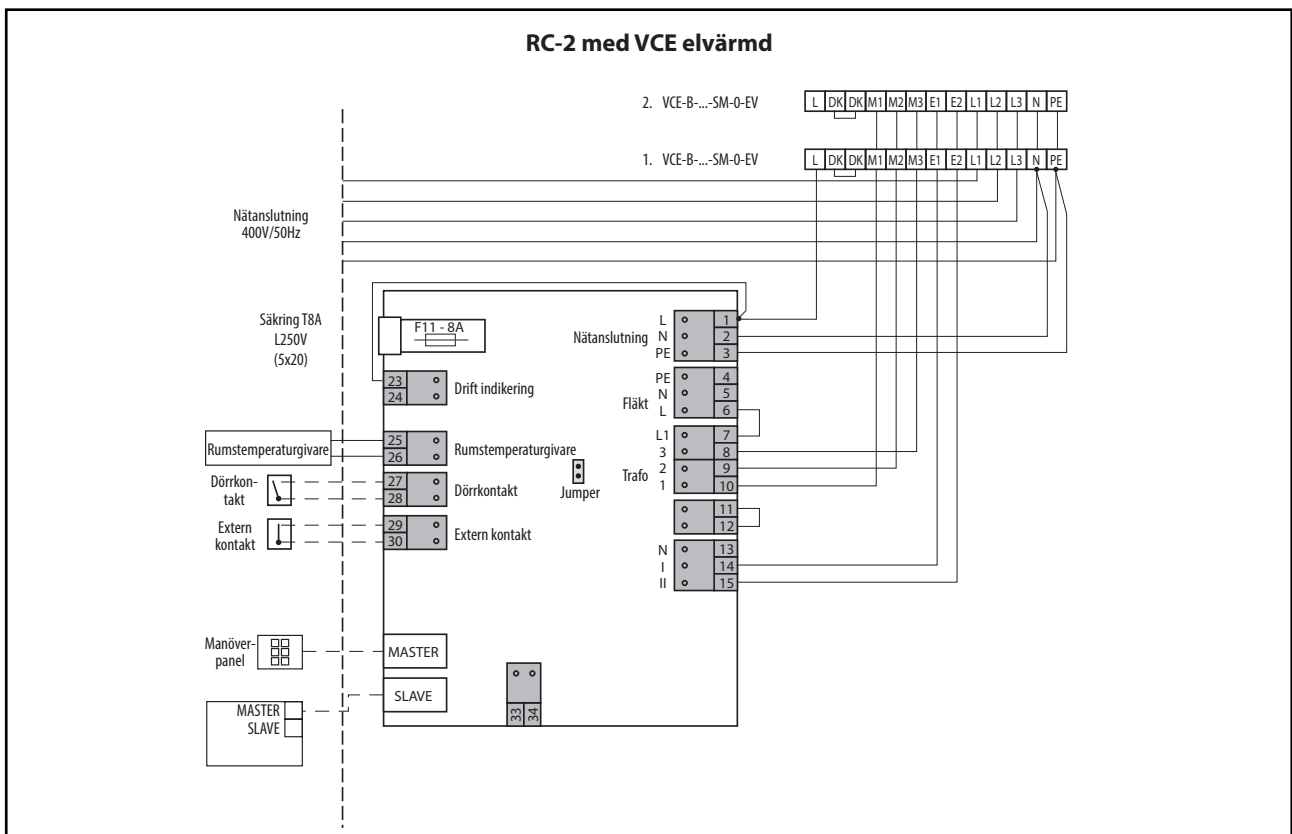 RC-2 med VCE elvärmd
2. VCE-B-...-SM-0-EV
L DK DK M1 M2 M3 E1 E2 L1 L2 L3 N PE
1. VCE-B-...-SM-0-EV
L DK DK M1 M2 M3 E1 E2 L1 L2 L3 N PE
Nätanslutning
400V/50Hz
Säkring T8A
L250V
(5x20)
F11 - 8A
23
24
Drift indikering
Rumstemperaturgivare
25
26
Rumstemperaturgivare
Dörrkon-
takt
27
28
Dörrkontakt
Extern
kontakt
29
30
Extern kontakt
Jumper
Nätanslutning
L 1
N 2
PE 3
Fläkt
PE 4
N 5
L 6
Trafo
L1 7
3 8
2 9
1 10
11
12
N 13
I 14
II 15
Manöver-
panel
MASTER
SLAVE
MASTER
SLAVE
33
34